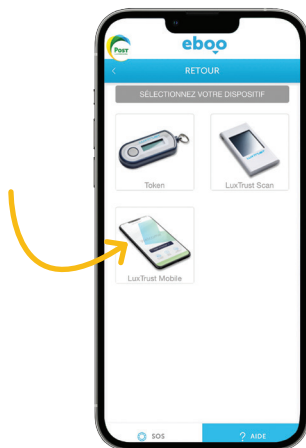 POST
eboo
RETOUR
SÉLECTIONNEZ VOTRE DISPOSITIF
Token
LuxTrust Scan
LuxTrust Mobile
SOS
? AIDE